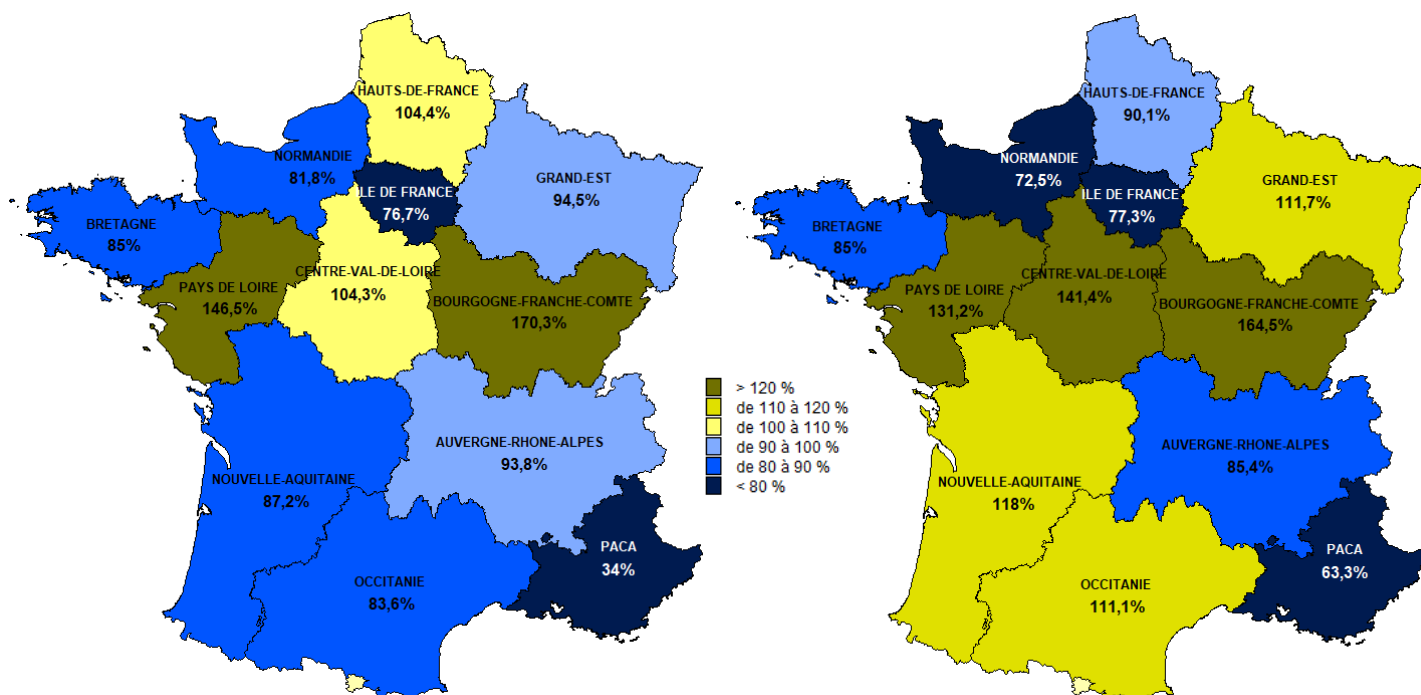 HAUTS-DE-FRANCE
104,4%
NORMANDIE
81,8%
ILE DE FRANCE
76,7%
GRAND-EST
94,5%
BRETAGNE
85%
PAYS DE LOIRE
146,5%
CENTRE-VAL-DE-LOIRE
104,3%
BOURGOGNE-FRANCHE-COMTE
170,3%
AUVERGNE-RHONE-ALPES
93,8%
NOUVELLE-AQUITAINE
87,2%
PACA
34%
OCCITANIE
83,6%
> 120 %
de 110 à 120 %
de 100 à 110 %
de 90 à 100 %
de 80 à 90 %
< 80 %
HAUTS-DE-FRANCE
90,1%
NORMANDIE
72,5%
ILE DE FRANCE
77,3%
GRAND-EST
111,7%
BRETAGNE
85%
PAYS DE LOIRE
131,2%
CENTRE-VAL-DE-LOIRE
141,4%
BOURGOGNE-FRANCHE-COMTE
164,5%
AUVERGNE-RHONE-ALPES
85,4%
NOUVELLE-AQUITAINE
118%
PACA
63,3%
OCCITANIE
111,1%